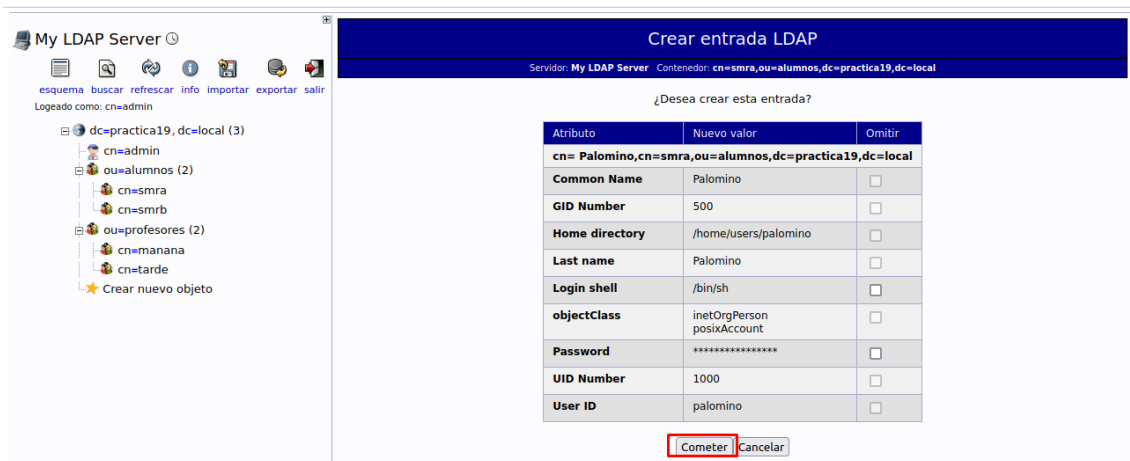 My LDAP Server
esquema buscar refrescar info importar exportar salir
Logeado como: cn=admin
dc=practica19, dc=local (3)
cn=admin
ou=alumnos (2)
cn=smra
cn=smrb
ou=profesores (2)
cn=manana
cn=tarde
Crear nuevo objeto
Crear entrada LDAP
Servidor: My LDAP Server Contenedor: cn=smra,ou=alumnos,dc=practica19,dc=local
¿Desea crear esta entrada?
Atributo Nuevo valor Omitir
cn= Palomino,cn=smra,ou=alumnos,dc=practica19,dc=local
Common Name Palomino
GID Number 500
Home directory /home/users/palomino
Last name Palomino
Login shell /bin/sh
objectClass inetOrgPerson
posixAccount
Password ****************
UID Number 1000
User ID palomino
Cometer Cancelar